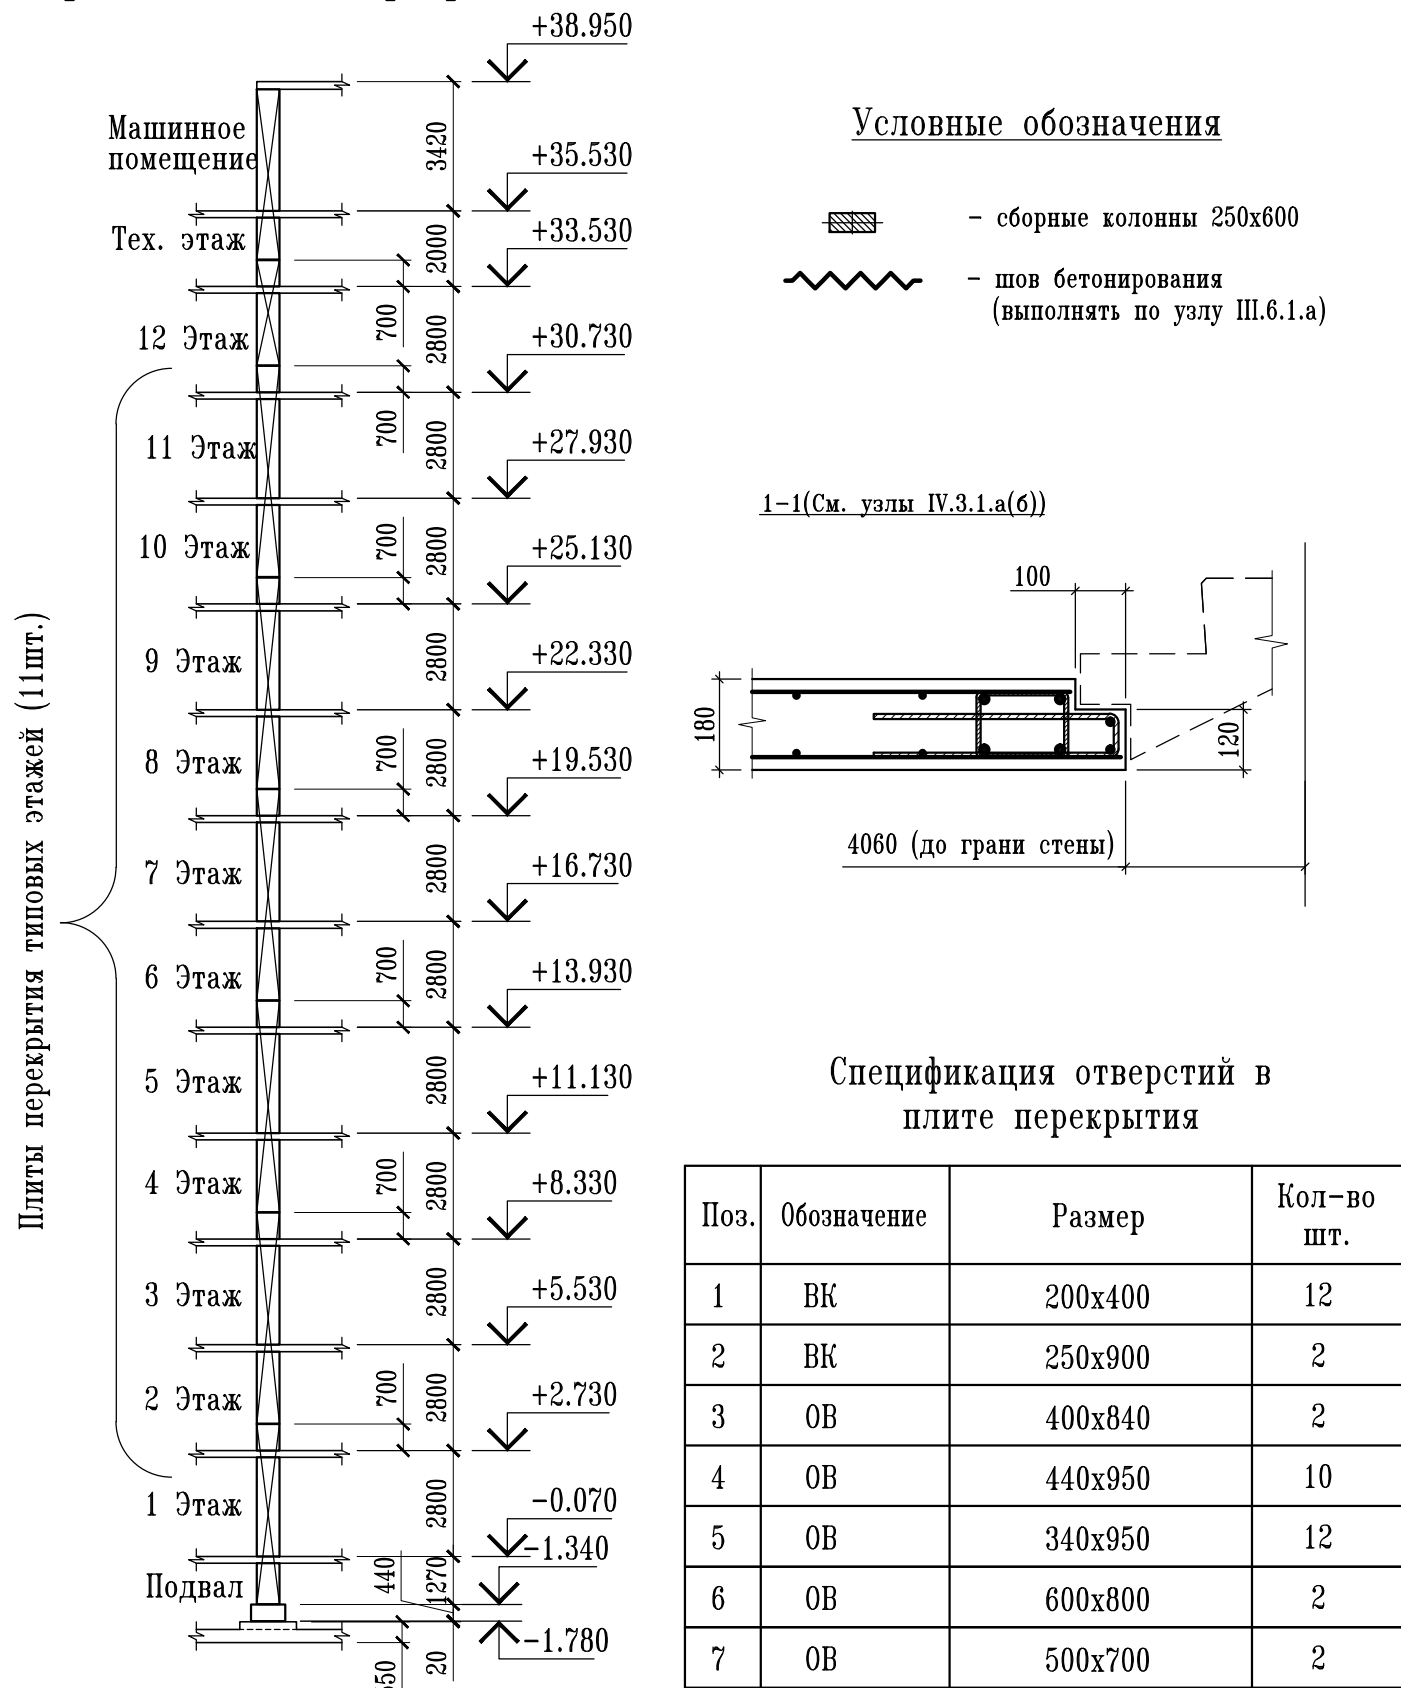 +38.950
Машинное
помещение
3420
+35.530
Тех. этаж
2000
+33.530
700
12 Этаж
2800
+30.730
700
11 Этаж
2800
+27.930
10 Этаж
700
2800
+25.130
9 Этаж
2800
+22.330
8 Этаж
700
2800
+19.530
7 Этаж
2800
+16.730
6 Этаж
700
2800
+13.930
5 Этаж
2800
+11.130
4 Этаж
700
2800
+8.330
3 Этаж
2800
+5.530
2 Этаж
700
2800
+2.730
1 Этаж
2800
-0.070
-1.340
Подвал
440
1270
-1.780
20
Плиты перекрытия типовых этажей (11шт.)
Условные обозначения
- сборные колонны 250х600
- шов бетонирования
(выполнять по узлу III.6.1.а)
1-1(См. узлы IV.3.1.а(б))
100
180
120
4060 (до грани стены)
Спецификация отверстий в
плите перекрытия
Поз. Обозначение Размер Кол-во
шт.
1 ВК 200х400 12
2 ВК 250х900 2
3 ОВ 400х840 2
4 ОВ 440х950 10
5 ОВ 340х950 12
6 ОВ 600х800 2
7 ОВ 500х700 2